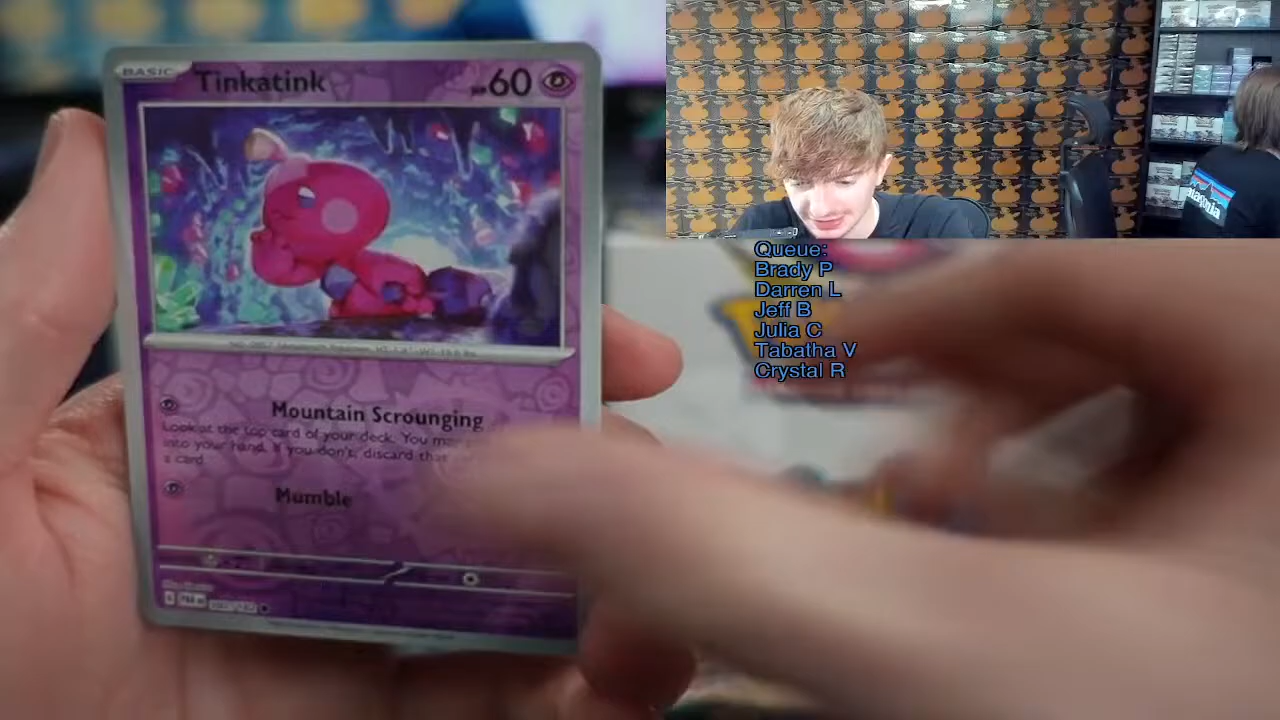 BASIC
Tinkatink
60
Mountain Scrounging
Look at the top card of your deck. You may
into your hand. If you don't, discard that
a card.
Mumble
Queue:
Brady P
Darren L
Jeff B
Julia C
Tabatha V
Crystal R